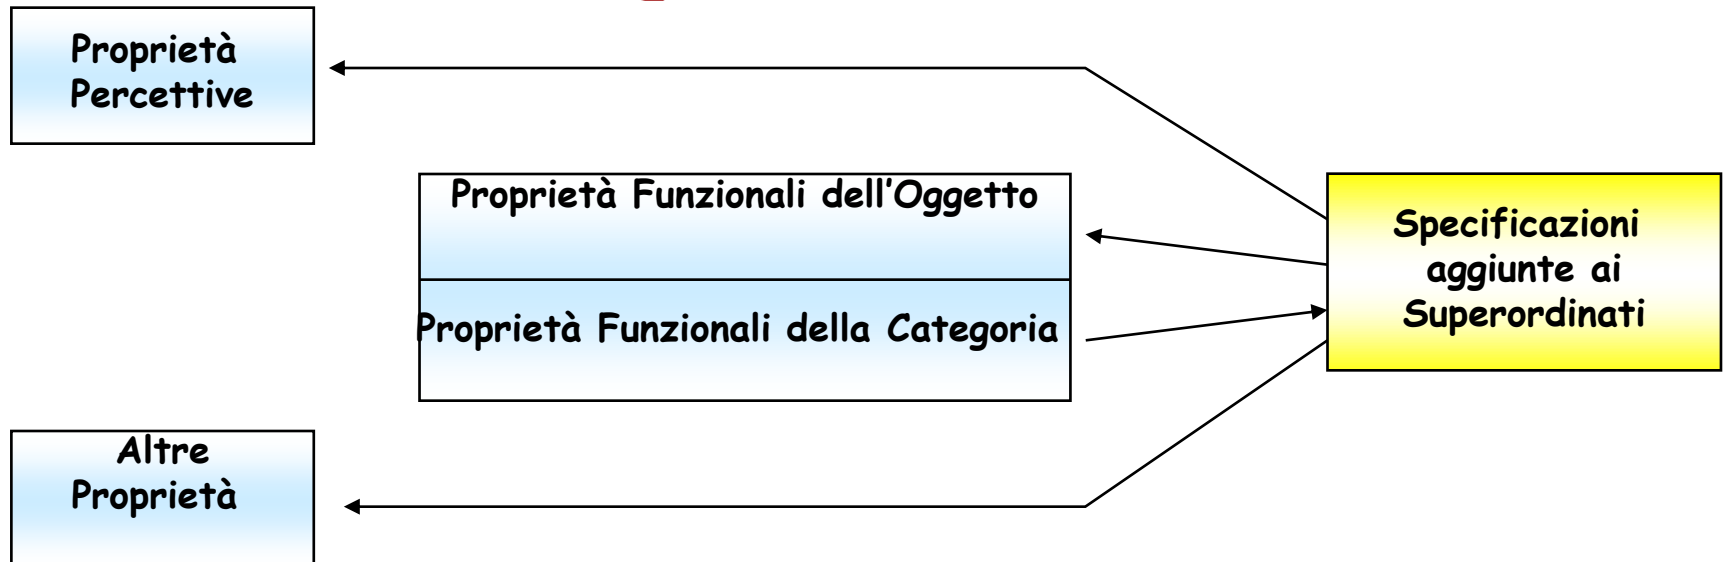 Proprietà
Percettive
Proprietà Funzionali dell'Oggetto
Proprietà Funzionali della Categoria
Specificazioni
aggiunte ai
Superordinati
Altre
Proprietà